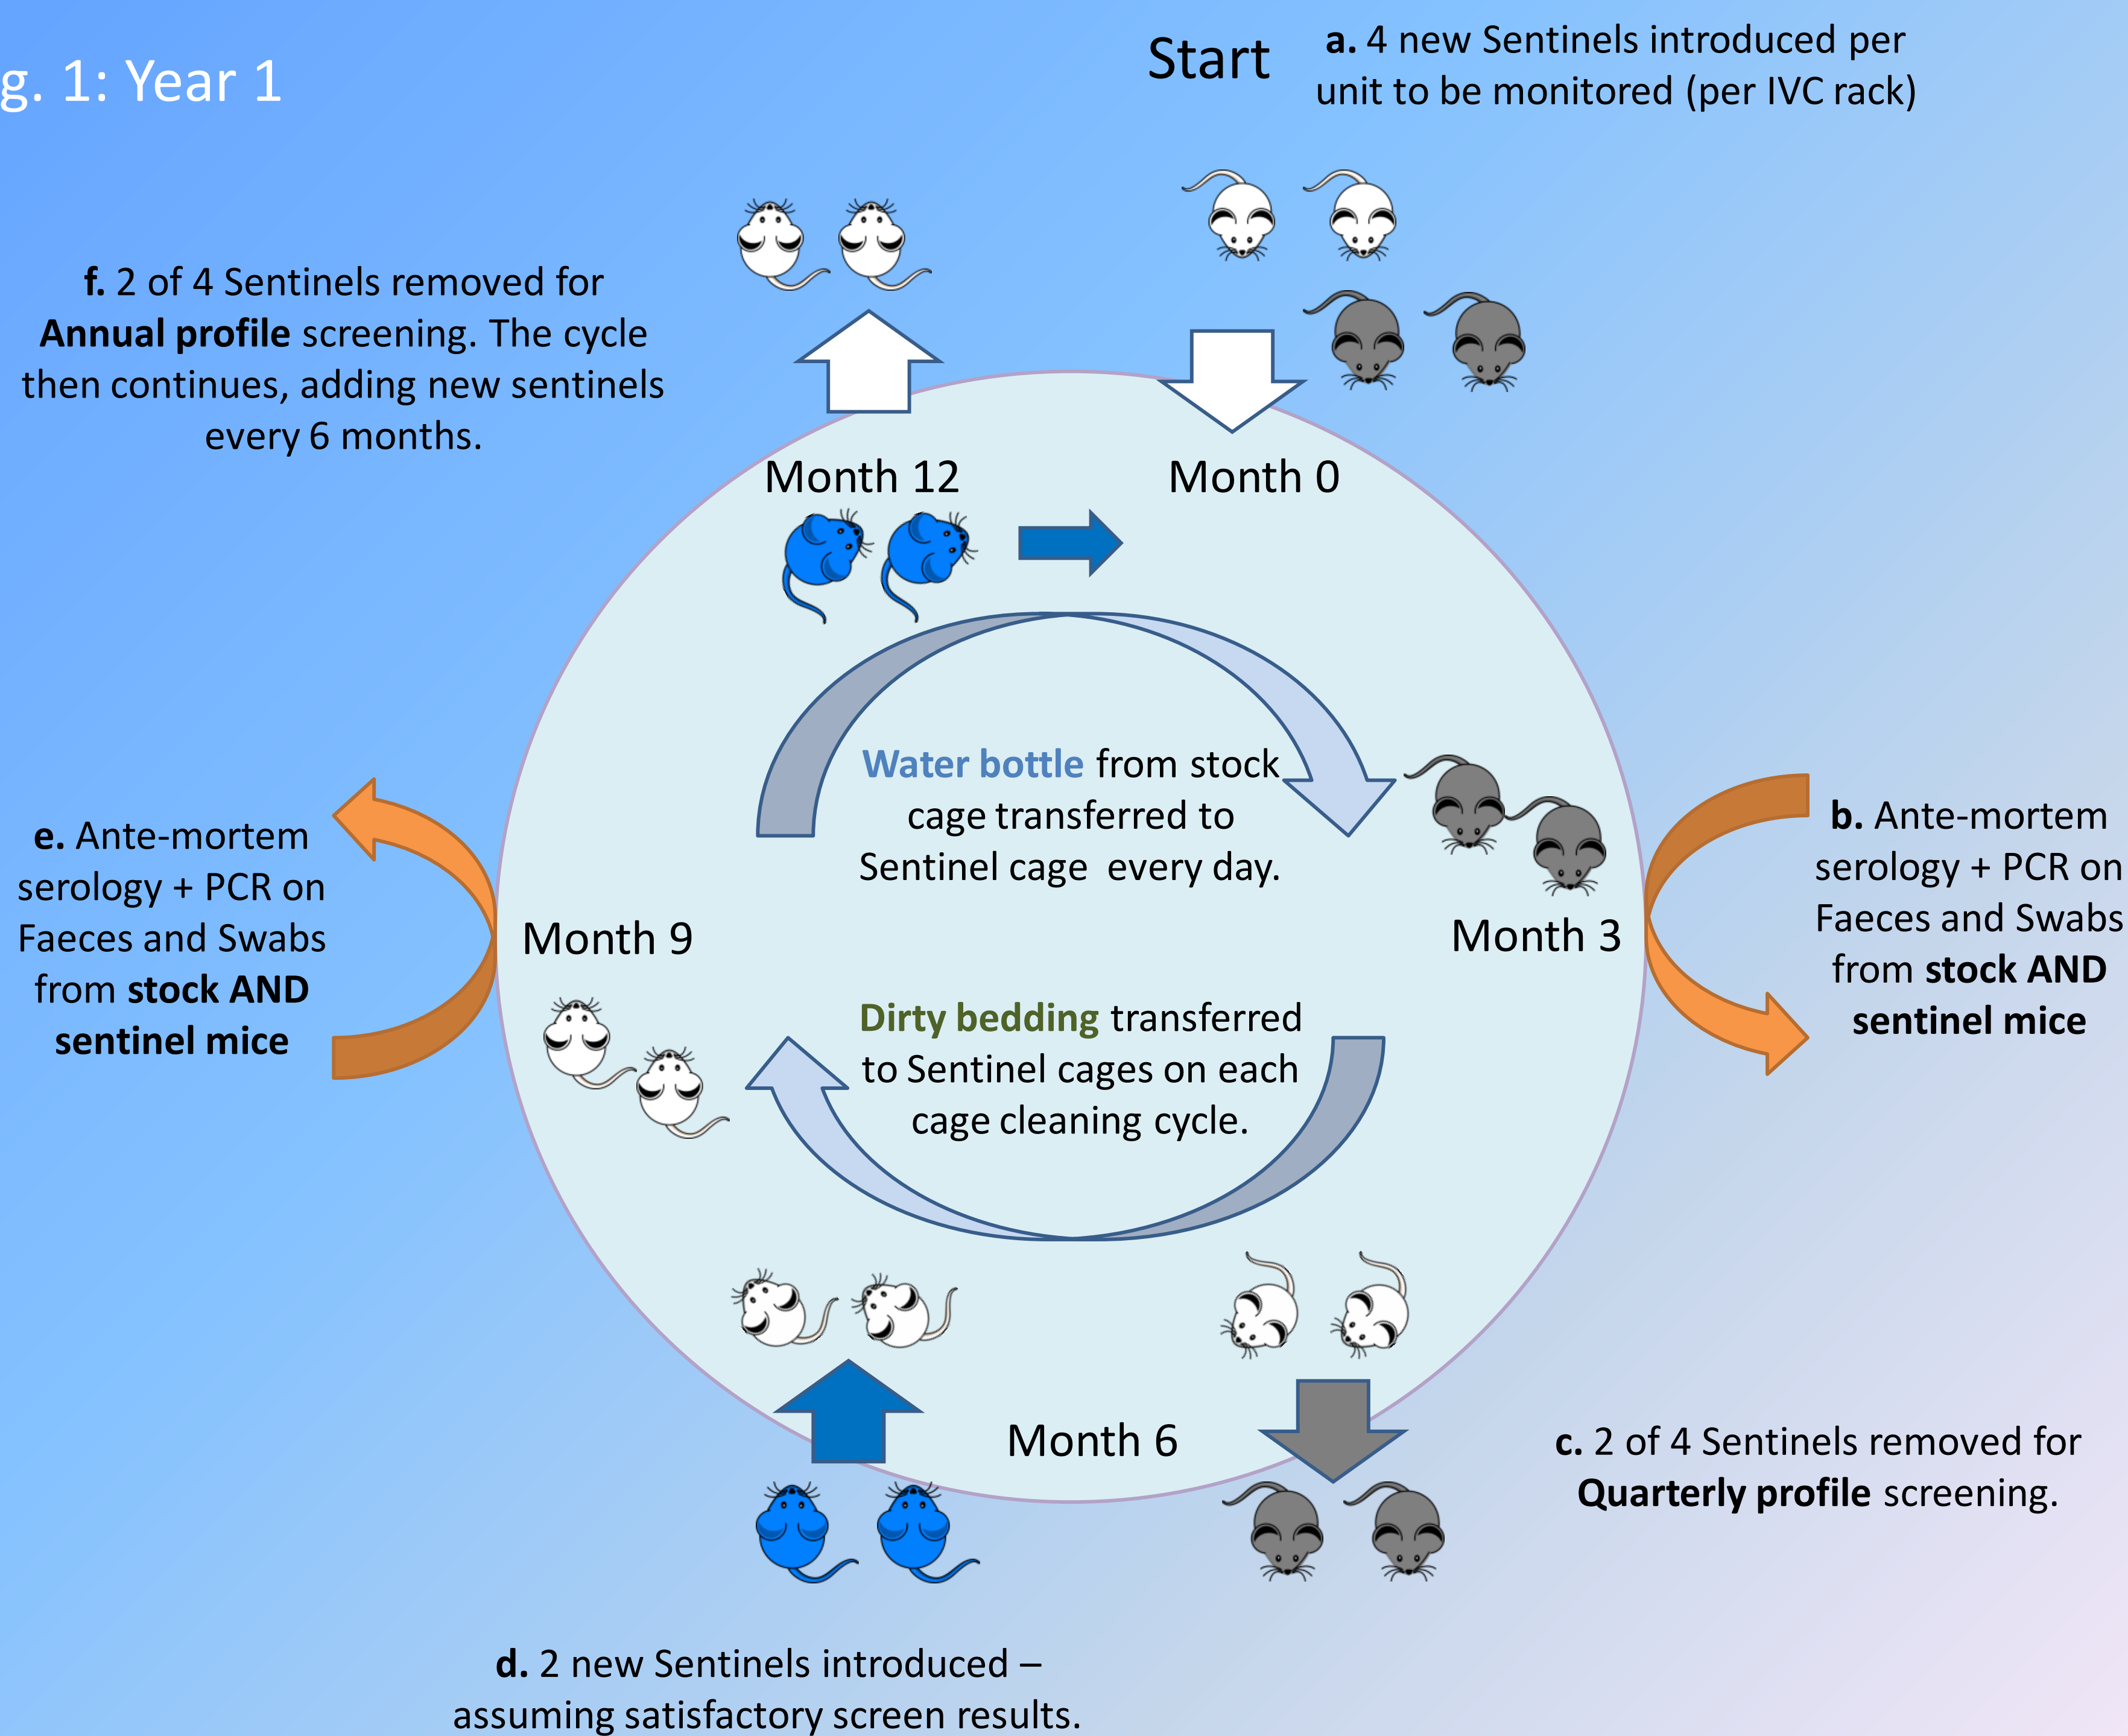 g. 1: Year 1
Start
a. 4 new Sentinels introduced per
unit to be monitored (per IVC rack)
f. 2 of 4 Sentinels removed for
Annual profile screening. The cycle
then continues, adding new sentinels
every 6 months.
Month 12
Month 0
Water bottle from stock
cage transferred to
Sentinel cage every day.
e. Ante-mortem
serology + PCR on
Faeces and Swabs
from stock AND
sentinel mice
Month 9
Month 3
b. Ante-mortem
serology + PCR on
Faeces and Swabs
from stock AND
sentinel mice
Dirty bedding transferred
to Sentinel cages on each
cage cleaning cycle.
Month 6
c. 2 of 4 Sentinels removed for
Quarterly profile screening.
d. 2 new Sentinels introduced –
assuming satisfactory screen results.